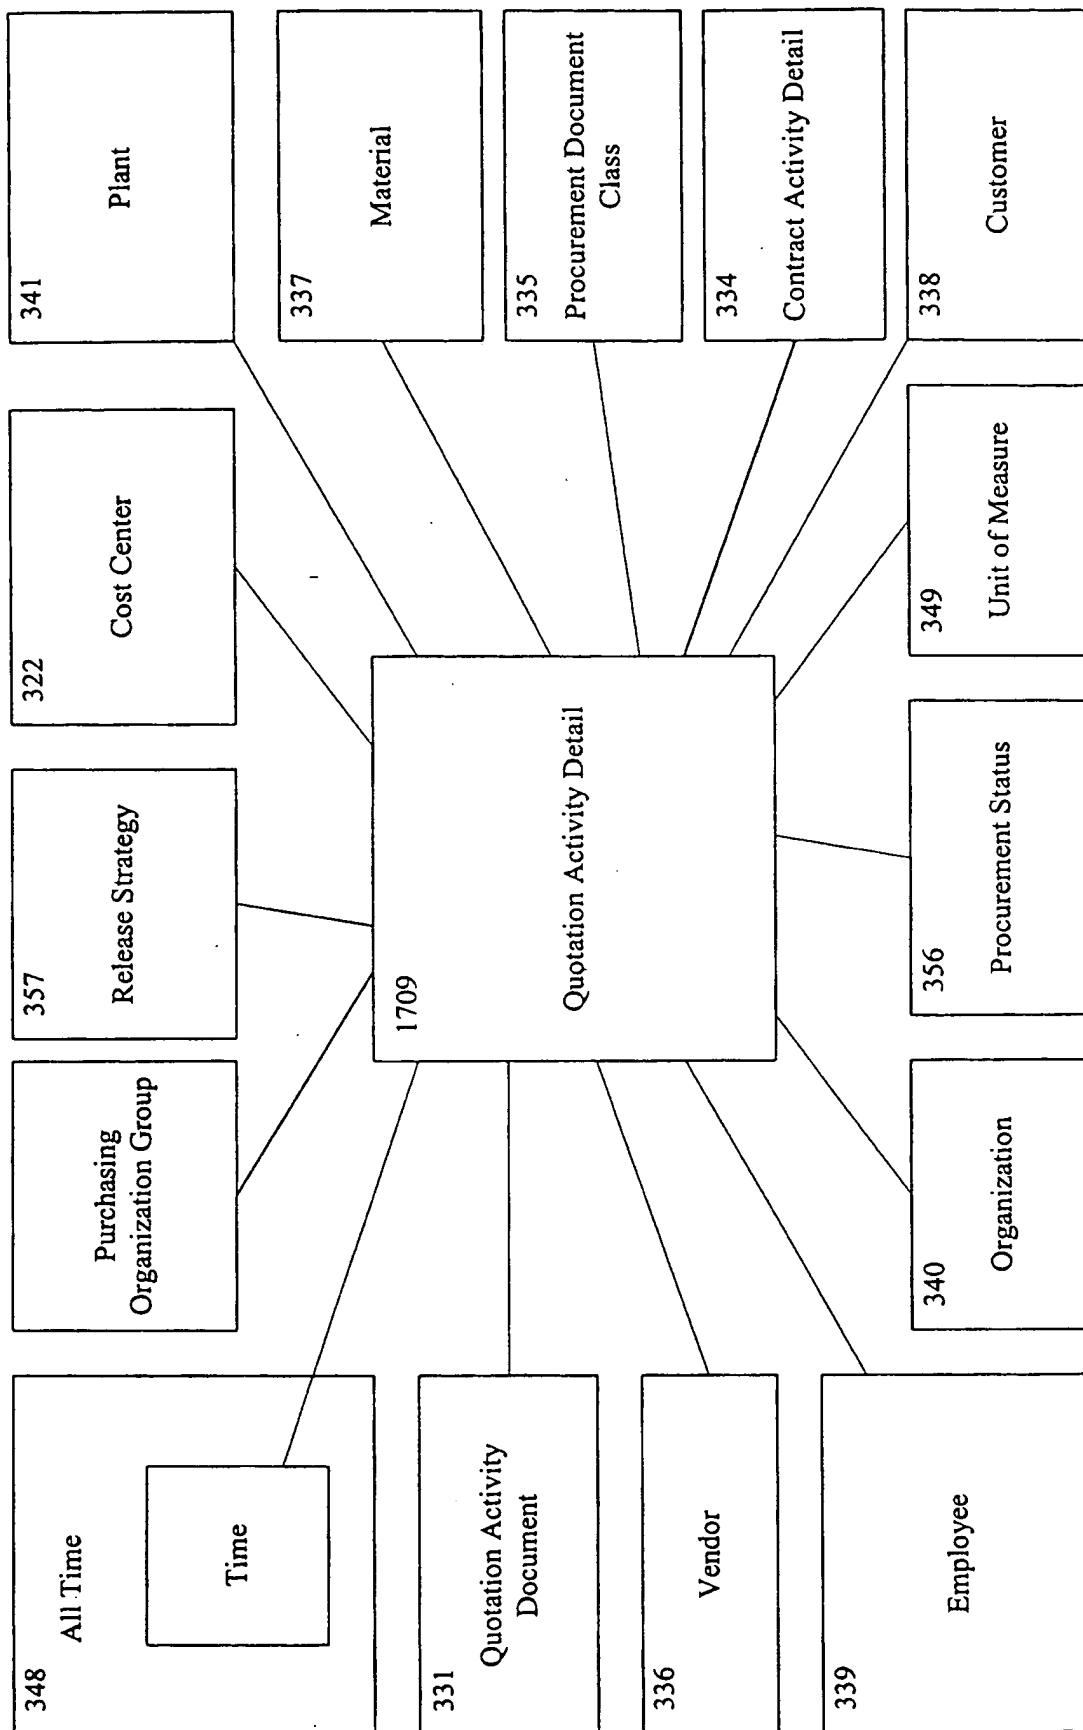 348
All Time
Time
Purchasing
Organization Group
357
Release Strategy
322
Cost Center
341
Plant
331
Quotation Activity
Document
336
Vendor
339
Employee
1709
Quotation Activity Detail
337
Material
335
Procurement Document
Class
334
Contract Activity Detail
340
Organization
356
Procurement Status
349
Unit of Measure
338
Customer